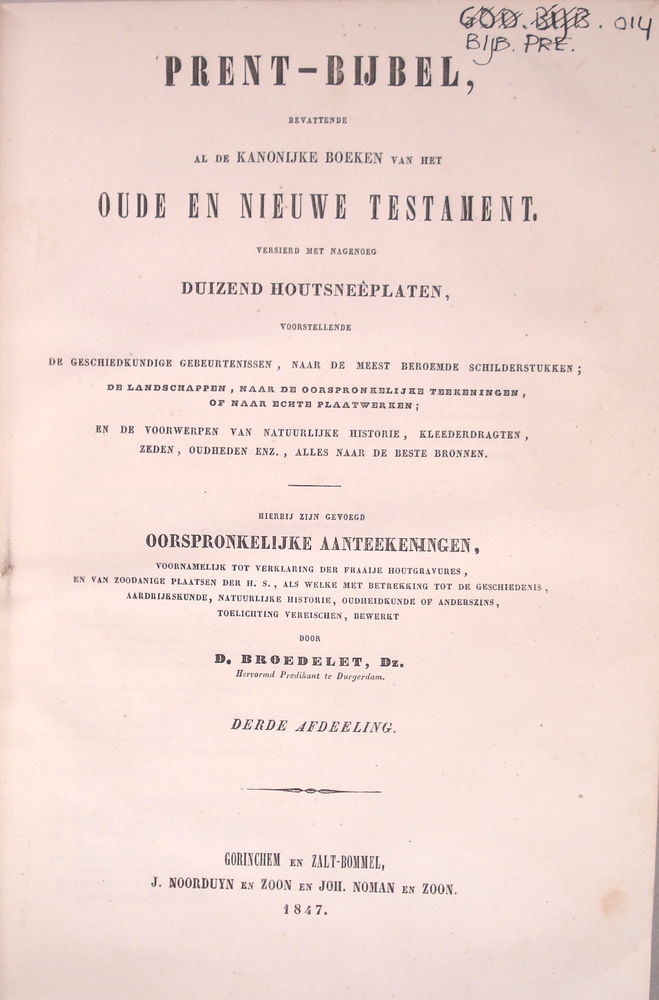 GOD. BIJB. 014
BIJB. PRE.
PRENT-BIJBEL,
BEVATTENDE
AL DE KANONIJKE BOEKEN VAN HET
OUDE EN NIEUWE TESTAMENT.
VERSIERD MET NAGENOEG
DUIZEND HOUTSNEÊPLATEN,
VOORSTELLENDE
DE GESCHIEDKUNDIGE GEBEURTENISSEN, NAAR DE MEEST BEROEMDE SCHILDERSTUKKEN;
DE LANDSCHAPPEN, NAAR DE OORSPRONKELIJKE TEEKENINGEN,
OF NAAR ECHTE PLAATWERKEN;
EN DE VOORWERPEN VAN NATUURLIJKE HISTORIE, KLEEDERDRAGTEN,
ZEDEN, OUDHEDEN ENZ., ALLES NAAR DE BESTE BRONNEN.
HIERBIJ ZIJN GEVOEGD
OORSPRONKELIJKE AANTEEKENINGEN,
VOORNAMELIJK TOT VERKLARING DER FRAAIJE HOUTGRAVURES,
EN VAN ZOODANIGE PLAATSEN DER H. S., ALS WELKE MET BETREKKING TOT DE GESCHIEDENIS,
AARDRIJKSKUNDE, NATUURLIJKE HISTORIE, OUDHEIDKUNDE OF ANDERSZINS,
TOELICHTING VEREISCHEN, BEWERKT
DOOR
D. BROEDELET, Dz.
Hervormd Predikant te Durgerdam.
DERDE AFDEELING.
GORINCHEM EN ZALT-BOMMEL,
J. NOORDUYN EN ZOON EN JOH. NOMAN EN ZOON.
1847.